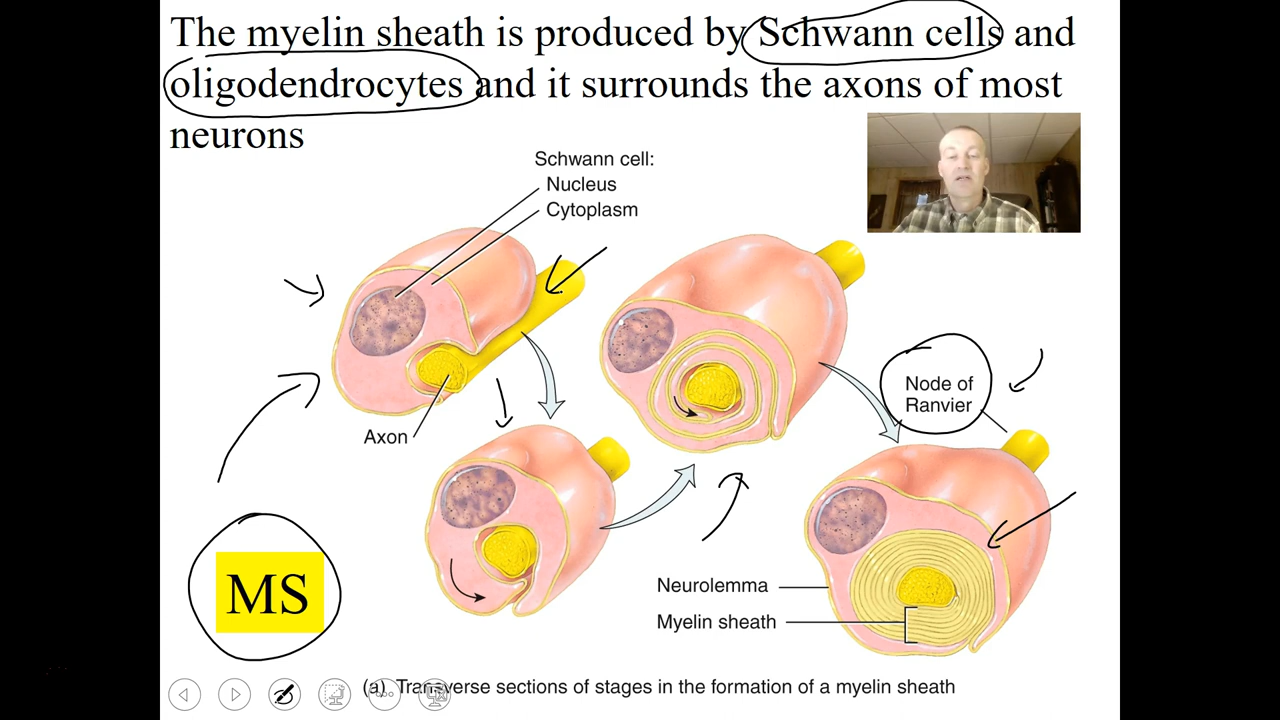 The myelin sheath is produced by Schwann cells and
oligodendrocytes and it surrounds the axons of most
neurons
Schwann cell:
Nucleus
Cytoplasm
Axon
Node of
Ranvier
MS
Neurolemma
Myelin sheath
(a) Transverse sections of stages in the formation of a myelin sheath